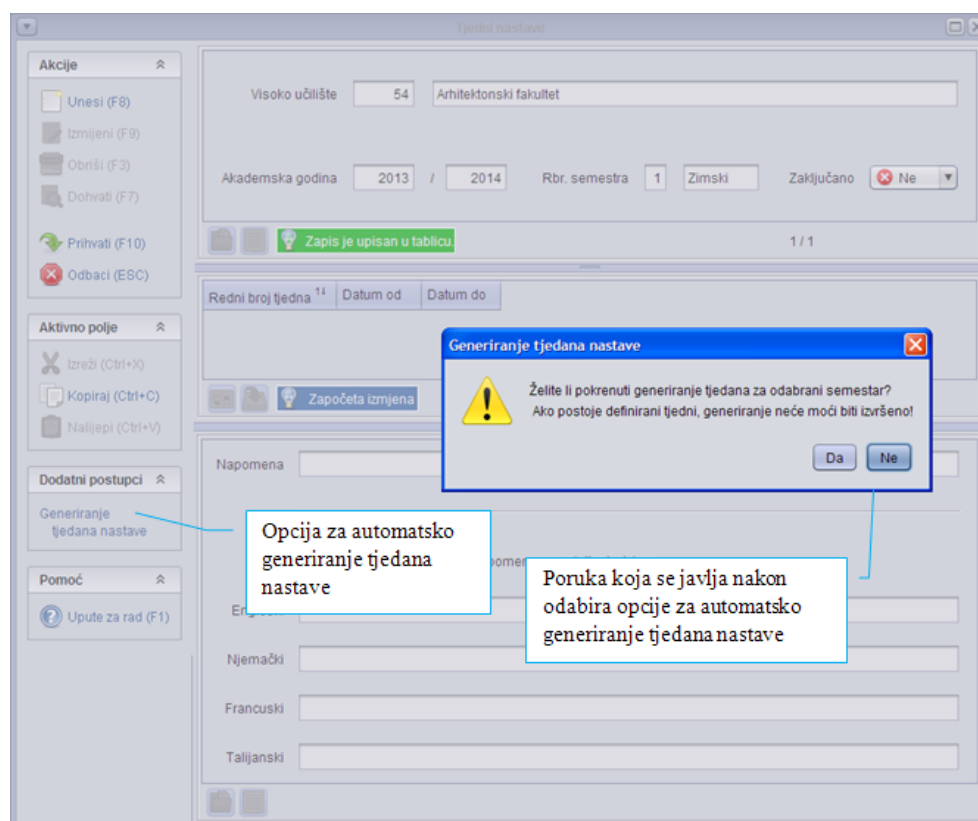 Tjedni nastave
Akcije
Unesi (F8)
Izmijeni (F9)
Obriši (F3)
Dohvati (F7)
Prihvati (F10)
Odbaci (ESC)
Aktivno polje
Izreži (Ctrl+X)
Kopiraj (Ctrl+C)
Nalijepi (Ctrl+V)
Dodatni postupci
Generiranje
tjedana nastave
Pomoć
Upute za rad (F1)
Visoko učilište 54 Arhitektonski fakultet
Akademska godina 2013 / 2014 Rbr. semestra 1 Zimski Zaključano Ne
Zapis je upisan u tablicu. 1 / 1
Redni broj tjedna Datum od Datum do
Započeta izmjena
Generiranje tjedana nastave
Želite li pokrenuti generiranje tjedana za odabrani semestar?
Ako postoje definirani tjedni, generiranje neće moći biti izvršeno!
Da Ne
Napomena
Opcija za automatsko
generiranje tjedana
nastave
Poruka koja se javlja nakon
odabira opcije za automatsko
generiranje tjedana nastave
Njemački
Francuski
Talijanski